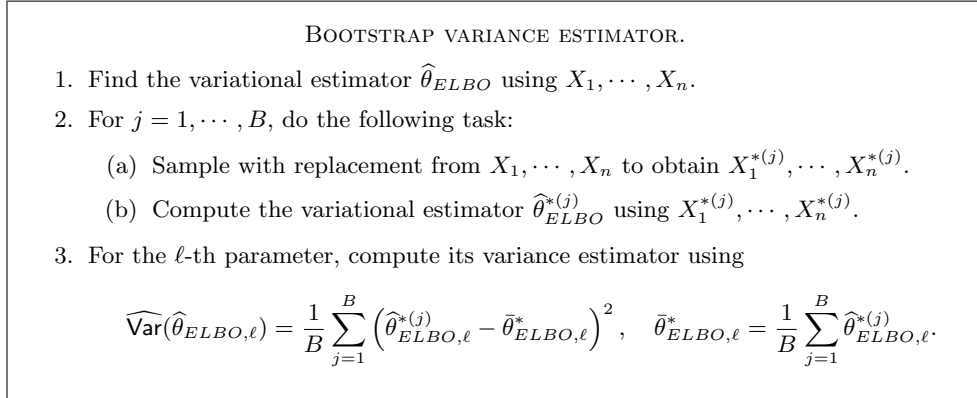 BOOTSTRAP VARIANCE ESTIMATOR.
1. Find the variational estimator $\widehat{\theta}_{ELBO}$ using $X_1, \cdots, X_n$.
2. For $j = 1, \cdots, B$, do the following task:
(a) Sample with replacement from $X_1, \cdots, X_n$ to obtain $X_1^{*(j)}, \cdots, X_n^{*(j)}$.
(b) Compute the variational estimator $\widehat{\theta}_{ELBO}^{*(j)}$ using $X_1^{*(j)}, \cdots, X_n^{*(j)}$.
3. For the $\ell$-th parameter, compute its variance estimator using
$\widehat{\mathsf{Var}}(\widehat{\theta}_{ELBO,\ell}) = \frac{1}{B} \sum_{j=1}^{B} \left( \widehat{\theta}_{ELBO,\ell}^{*(j)} - \bar{\theta}_{ELBO,\ell}^{*} \right)^2, \quad \bar{\theta}_{ELBO,\ell}^{*} = \frac{1}{B} \sum_{j=1}^{B} \widehat{\theta}_{ELBO,\ell}^{*(j)}.$